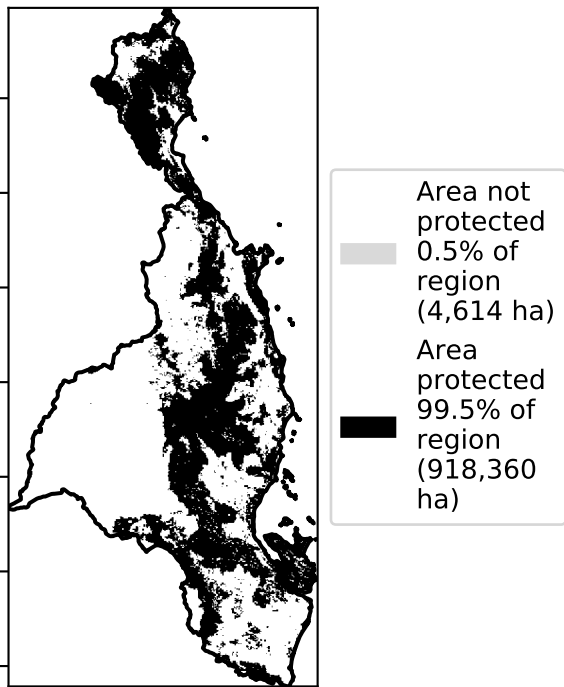 Area not
protected
0.5% of
region
(4,614 ha)
Area
protected
99.5% of
region
(918,360
ha)